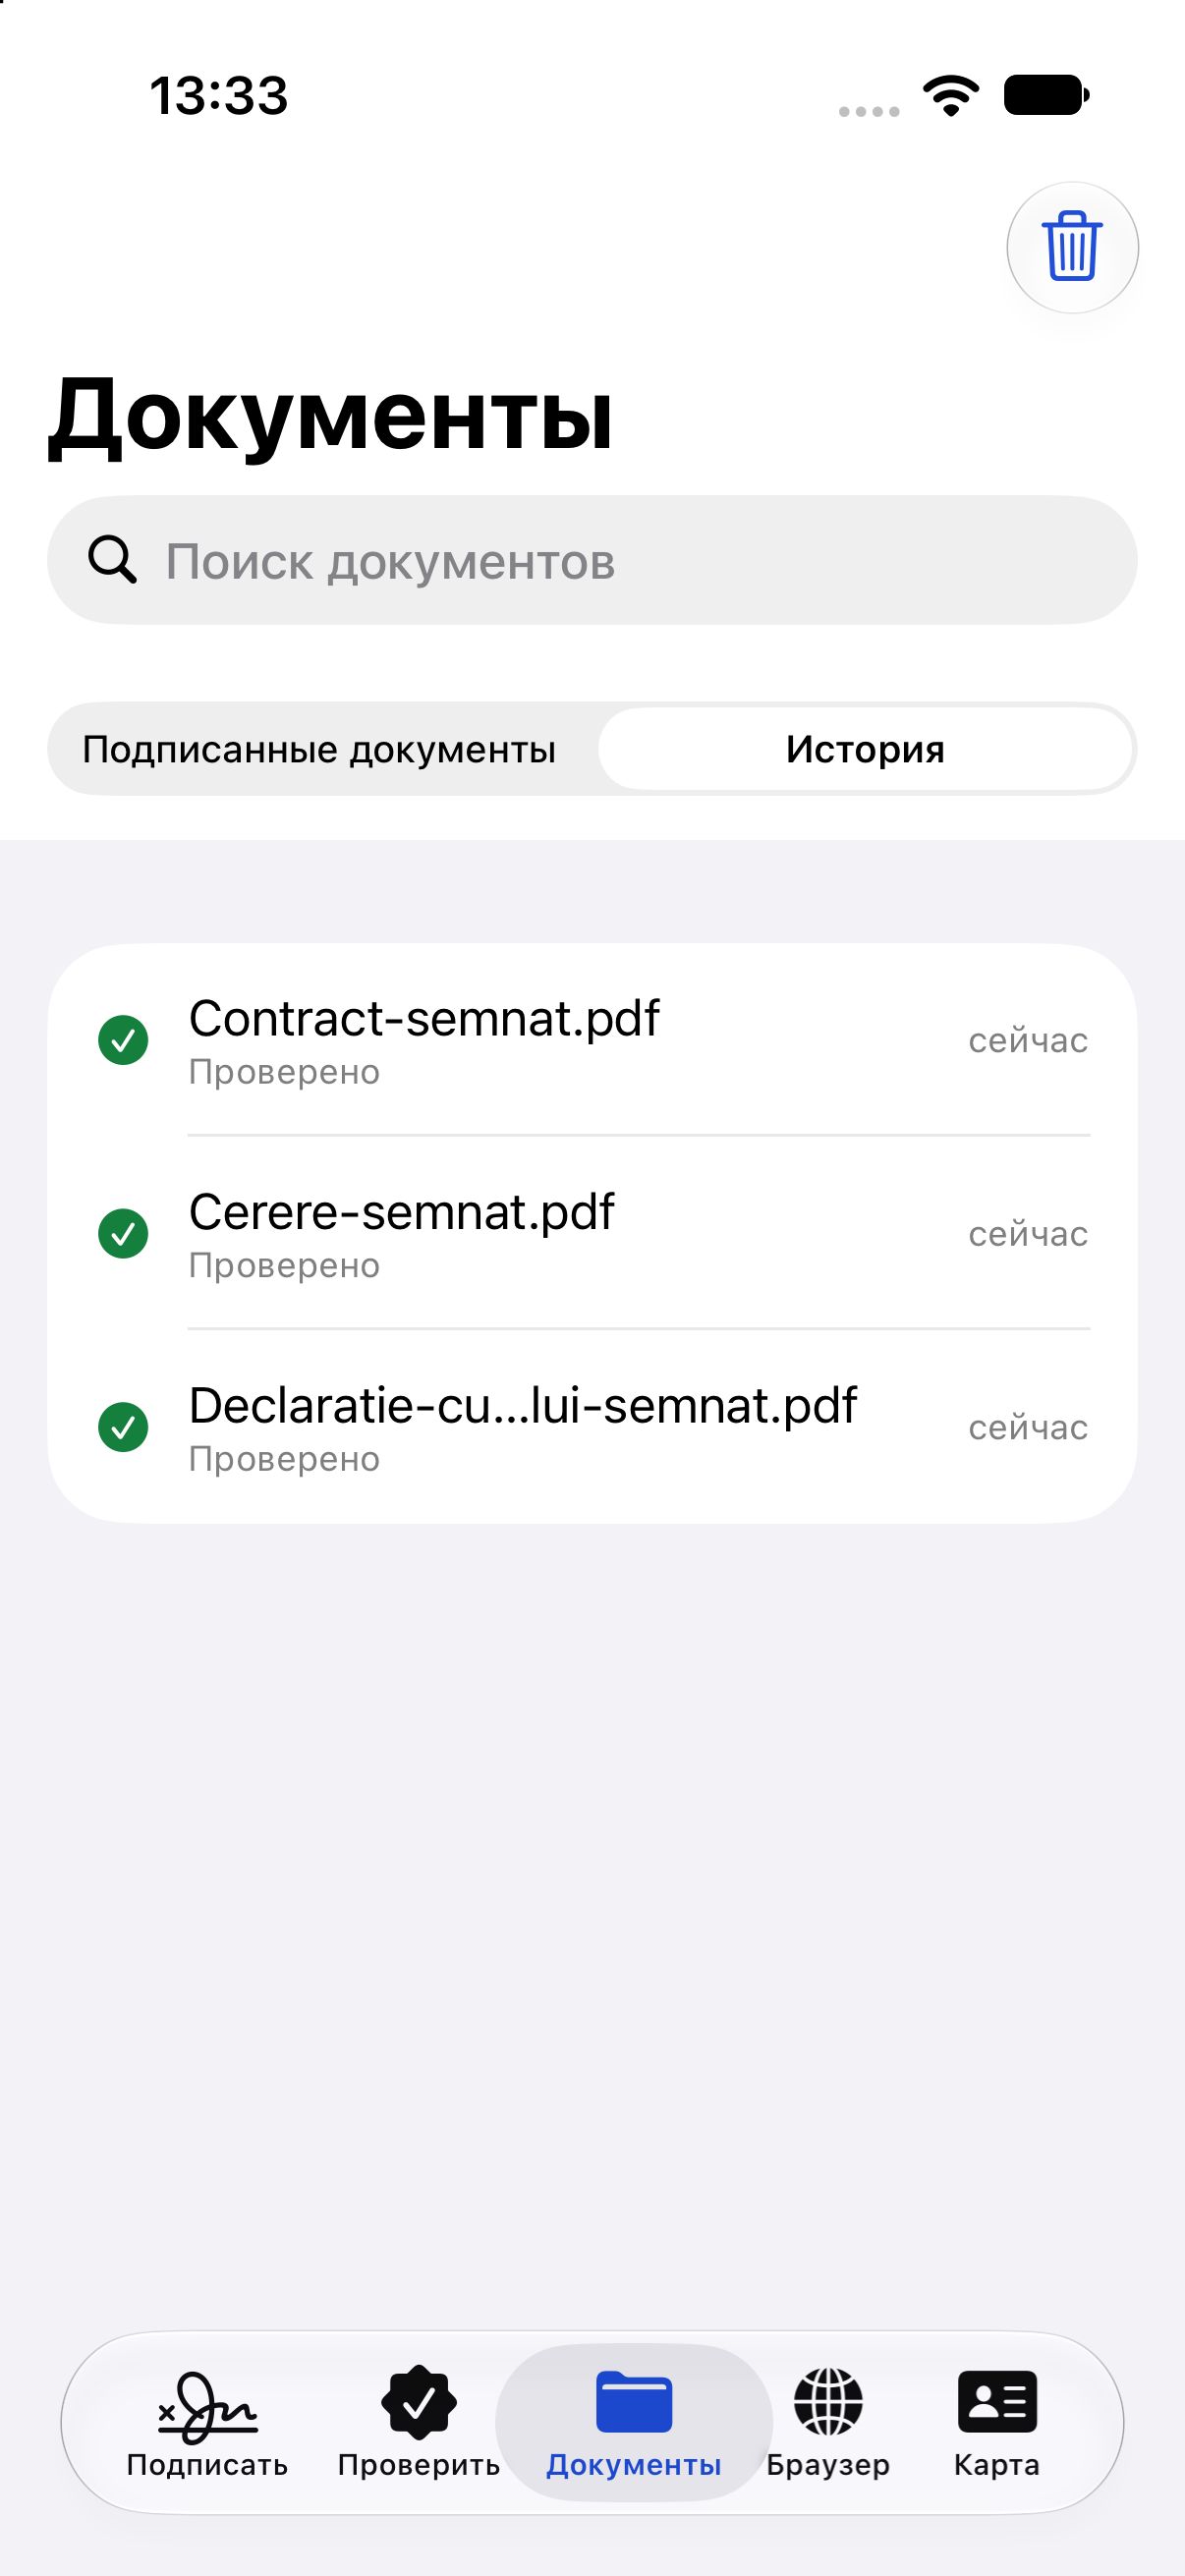 13:33
Документы
Поиск документов
Подписанные документы
История
Contract-semnat.pdf
Проверено
сейчас
Cerere-semnat.pdf
Проверено
сейчас
Declaratie-cu...lui-semnat.pdf
Проверено
сейчас
Подписать
Проверить
Документы
Браузер
Карта